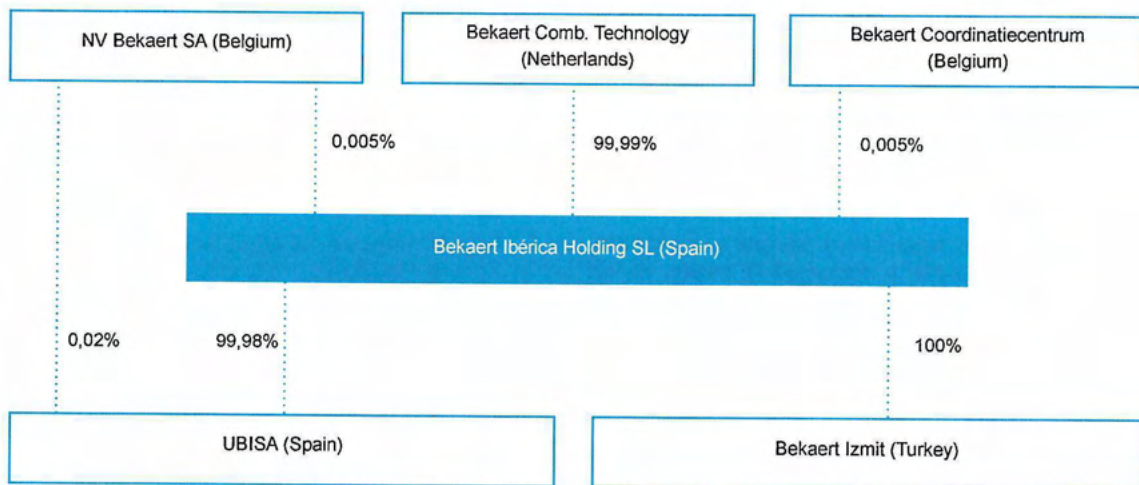 NV Bekaert SA (Belgium)
Bekaert Comb. Technology
(Netherlands)
Bekaert Coordinatiecentrum
(Belgium)
0,005%
99,99%
0,005%
Bekaert Ibérica Holding SL (Spain)
0,02%
99,98%
100%
UBISA (Spain)
Bekaert Izmit (Turkey)